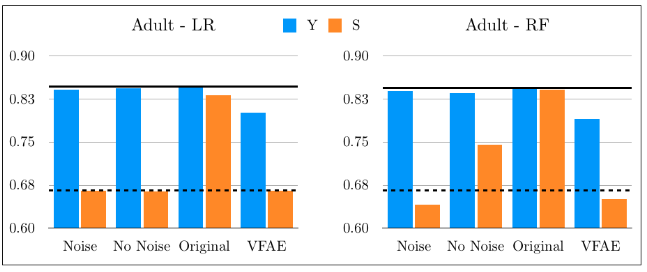 Adult - LR
Y S
Adult - RF
0.90
0.83
0.75
0.68
0.60
Noise No Noise Original VFAE
0.90
0.83
0.75
0.68
0.60
Noise No Noise Original VFAE